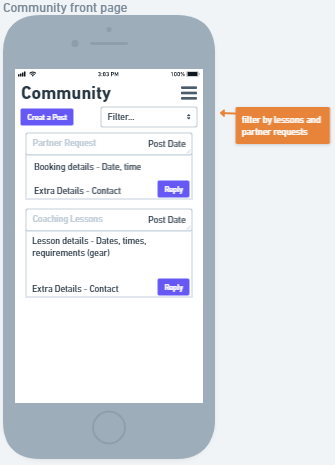 Community front page
3:03 PM
100%
Community
Creat a Post
Filter...
filter by lessons and
partner requests
Partner Request
Post Date
Booking details - Date, time
Extra Details - Contact
Reply
Coaching Lessons
Post Date
Lesson details - Dates, times,
requirements (gear)
Extra Details - Contact
Reply